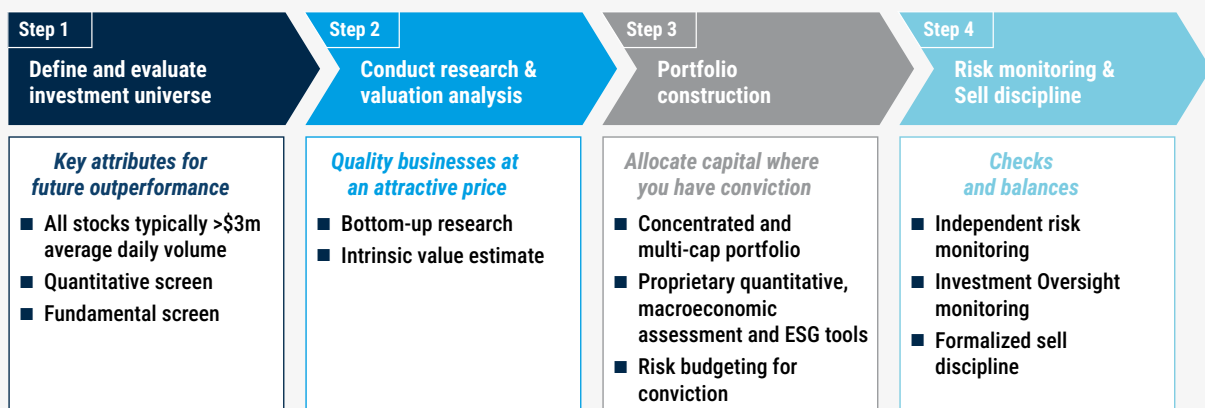 Step 1
Define and evaluate
investment universe
Key attributes for
future outperformance
■ All stocks typically >$3m
average daily volume
■ Quantitative screen
■ Fundamental screen
Step 2
Conduct research &
valuation analysis
Quality businesses at
an attractive price
■ Bottom-up research
■ Intrinsic value estimate
Step 3
Portfolio
construction
Allocate capital where
you have conviction
■ Concentrated and
multi-cap portfolio
■ Proprietary quantitative,
macroeconomic
assessment and ESG tools
■ Risk budgeting for
conviction
Step 4
Risk monitoring &
Sell discipline
Checks
and balances
■ Independent risk
monitoring
■ Investment Oversight
monitoring
■ Formalized sell
discipline